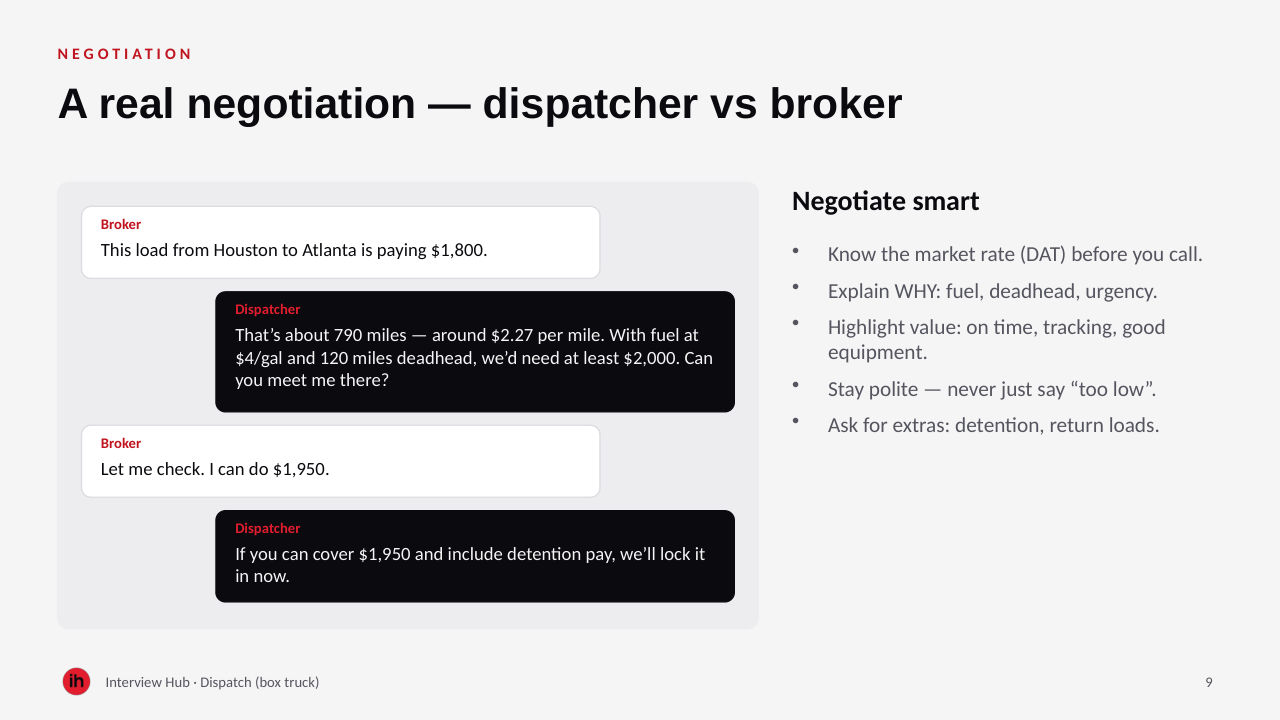 NEGOTIATION
A real negotiation — dispatcher vs broker
Broker
This load from Houston to Atlanta is paying $1,800.
Dispatcher
That’s about 790 miles — around $2.27 per mile. With fuel at
$4/gal and 120 miles deadhead, we’d need at least $2,000. Can
you meet me there?
Broker
Let me check. I can do $1,950.
Dispatcher
If you can cover $1,950 and include detention pay, we’ll lock it
in now.
Negotiate smart
• Know the market rate (DAT) before you call.
• Explain WHY: fuel, deadhead, urgency.
• Highlight value: on time, tracking, good
equipment.
• Stay polite — never just say “too low”.
• Ask for extras: detention, return loads.
ih
Interview Hub · Dispatch (box truck)
9